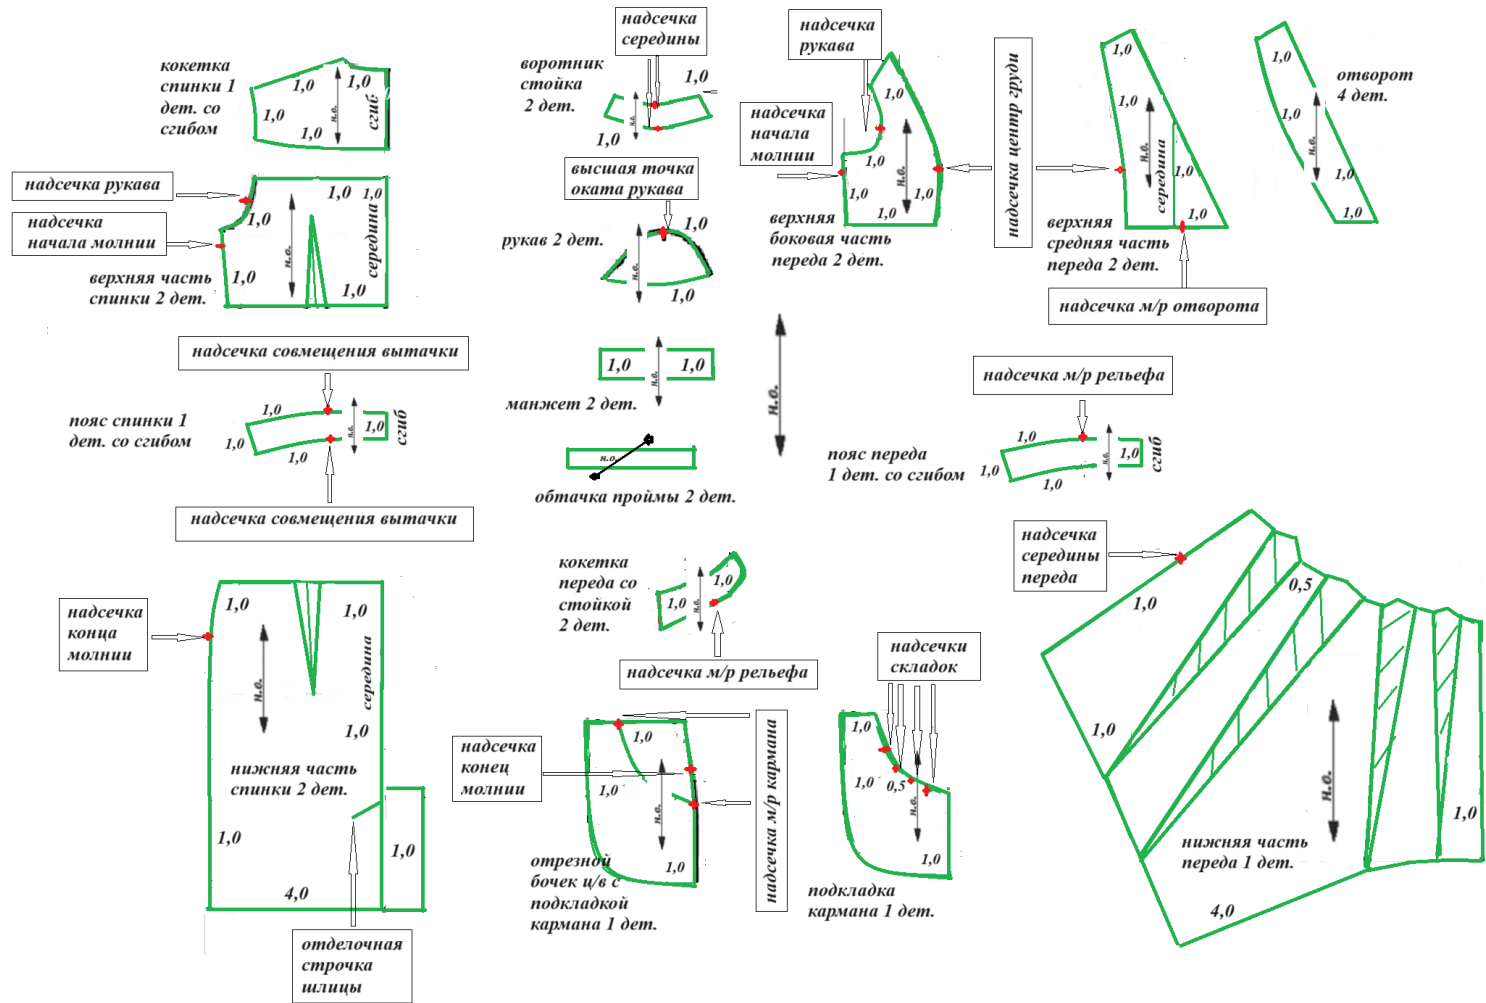 кокетка
спинки 1
дет. со
сгибом
1,0
1,0
1,0
1,0
н.о.
сгиб
надсечка рукава
надсечка
начала молнии
1,0
1,0
1,0
1,0
1,0
н.о.
середина
верхняя часть
спинки 2 дет.
надсечка
середины
воротник
стойка
2 дет.
1,0
1,0
н.о.
высшая точка
оката рукава
рукав 2 дет.
1,0
1,0
н.о.
1,0
1,0
н.о.
манжет 2 дет.
н.о.
обтачка проймы 2 дет.
н.о.
надсечка
рукава
надсечка
начала
молнии
1,0
1,0
1,0
1,0
н.о.
верхняя
боковая часть
переда 2 дет.
надсечка центр груди
1,0
1,0
1,0
1,0
н.о.
середина
верхняя
средняя часть
переда 2 дет.
надсечка м/р отворота
1,0
1,0
1,0
н.о.
отворот
4 дет.
надсечка совмещения вытачки
пояс спинки 1
дет. со сгибом
1,0
1,0
1,0
1,0
н.о.
сгиб
надсечка совмещения вытачки
надсечка м/р рельефа
пояс переда
1 дет. со сгибом
1,0
1,0
1,0
1,0
н.о.
сгиб
надсечка
конца
молнии
1,0
1,0
н.о.
середина
1,0
нижняя часть
спинки 2 дет.
1,0
1,0
4,0
отделочная
строчка
шлицы
кокетка
переда со
стойкой
2 дет.
1,0
1,0
н.о.
надсечка м/р рельефа
надсечка
конец
молнии
1,0
1,0
1,0
н.о.
отрезной
бочек ц/в с
подкладкой
кармана 1 дет.
надсечка м/р кармана
надсечки
складок
1,0
1,0
0,5
1,0
н.о.
подкладка
кармана 1 дет.
надсечка
середины
переда
1,0
0,5
1,0
н.о.
1,0
нижняя часть
переда 1 дет.
4,0